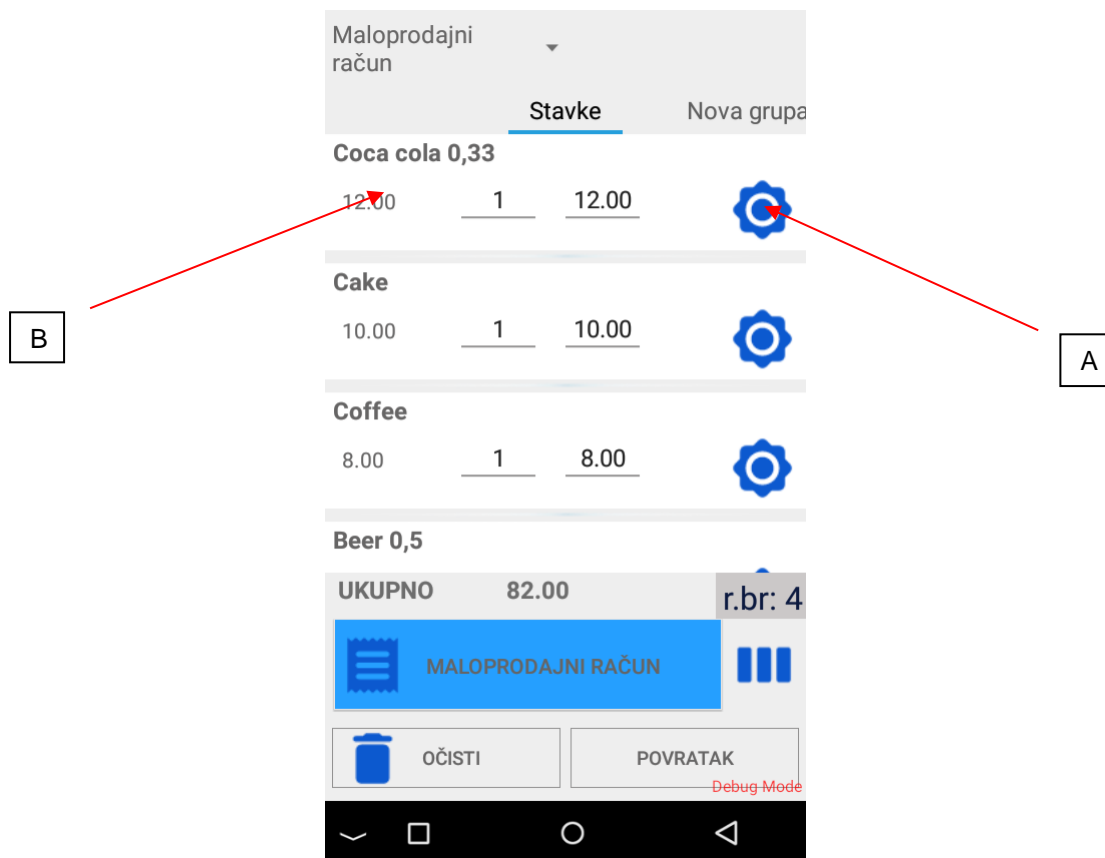 Maloprodajni
račun
Stavke Nova grupa
Coca cola 0,33
12.00 1 12.00
Cake
B
10.00 1 10.00
A
Coffee
8.00 1 8.00
Beer 0,5
UKUPNO 82.00 r.br: 4
MALOPRODAJNI RAČUN
OČISTI POVRATAK
Debug Mode